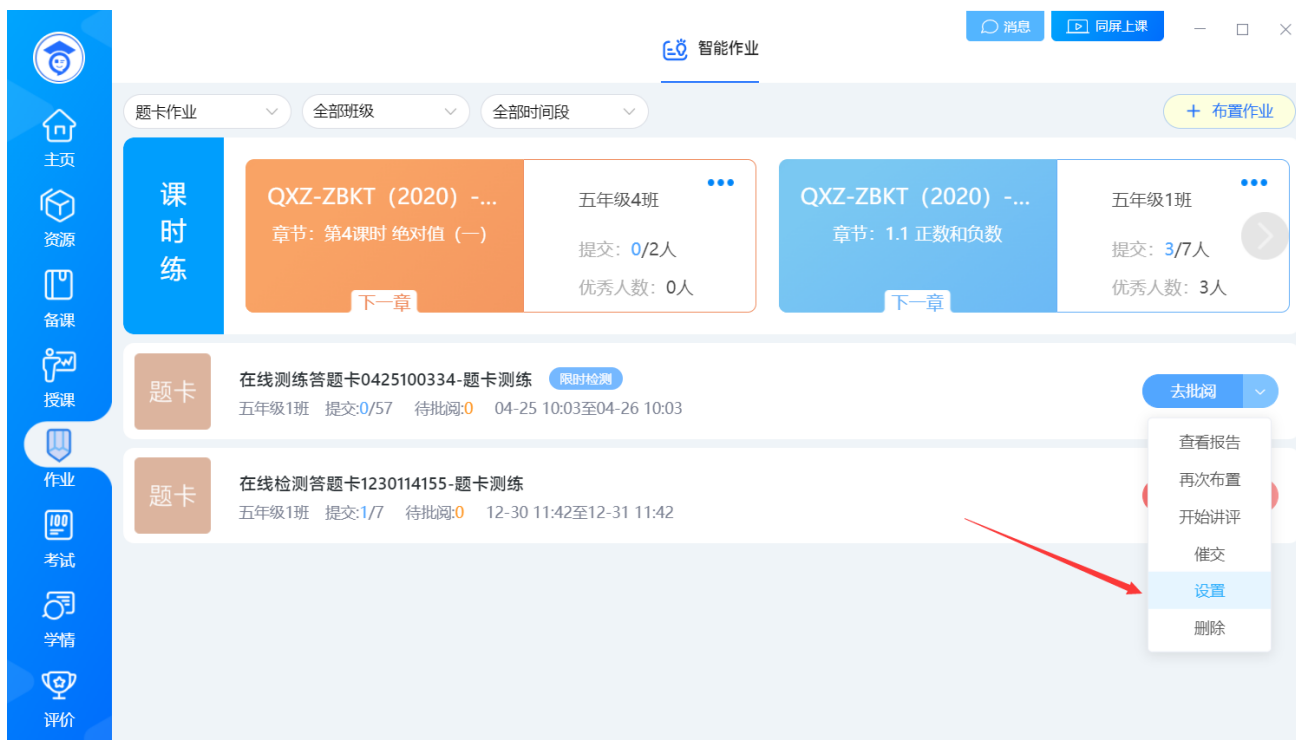 消息
同屏上课
智能作业
主页
资源
备课
授课
作业
100
考试
学情
评价
题卡作业
全部班级
全部时间段
+ 布置作业
课时练
QXZ-ZBKT（2020）-...
章节：第4课时 绝对值（一）
下一章
五年级4班
提交：0/2人
优秀人数：0人
QXZ-ZBKT（2020）-...
章节：1.1 正数和负数
下一章
五年级1班
提交：3/7人
优秀人数：3人
题卡
在线测练答题卡0425100334-题卡测练 限时检测
五年级1班 提交:0/57 待批阅:0 04-25 10:03至04-26 10:03
去批阅
题卡
在线检测答题卡1230114155-题卡测练
五年级1班 提交:1/7 待批阅:0 12-30 11:42至12-31 11:42
查看报告
再次布置
开始讲评
催交
设置
删除